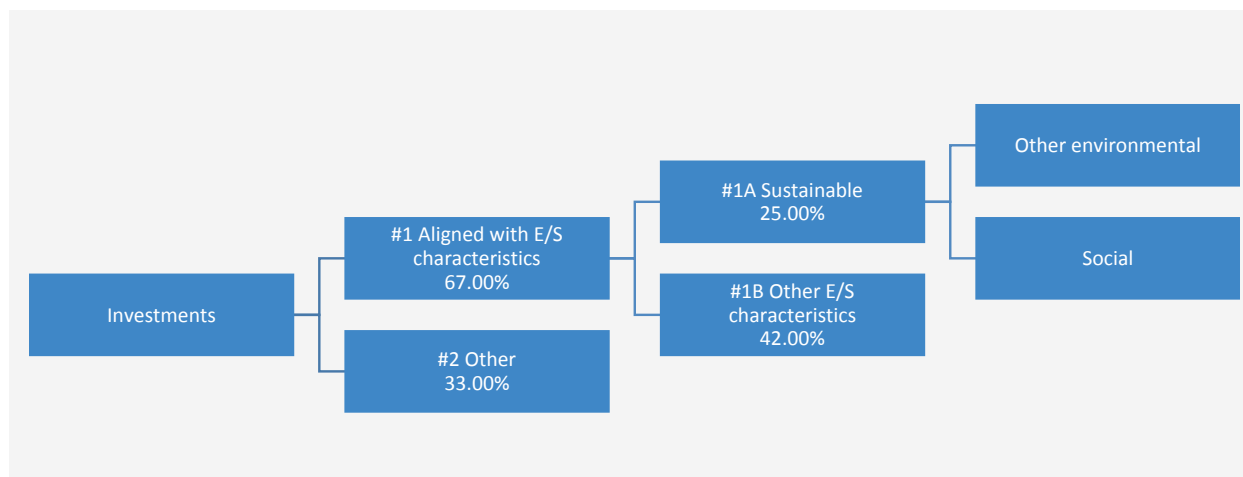 Investments
#1 Aligned with E/S
characteristics
67.00%
#2 Other
33.00%
#1A Sustainable
25.00%
#1B Other E/S
characteristics
42.00%
Other environmental
Social